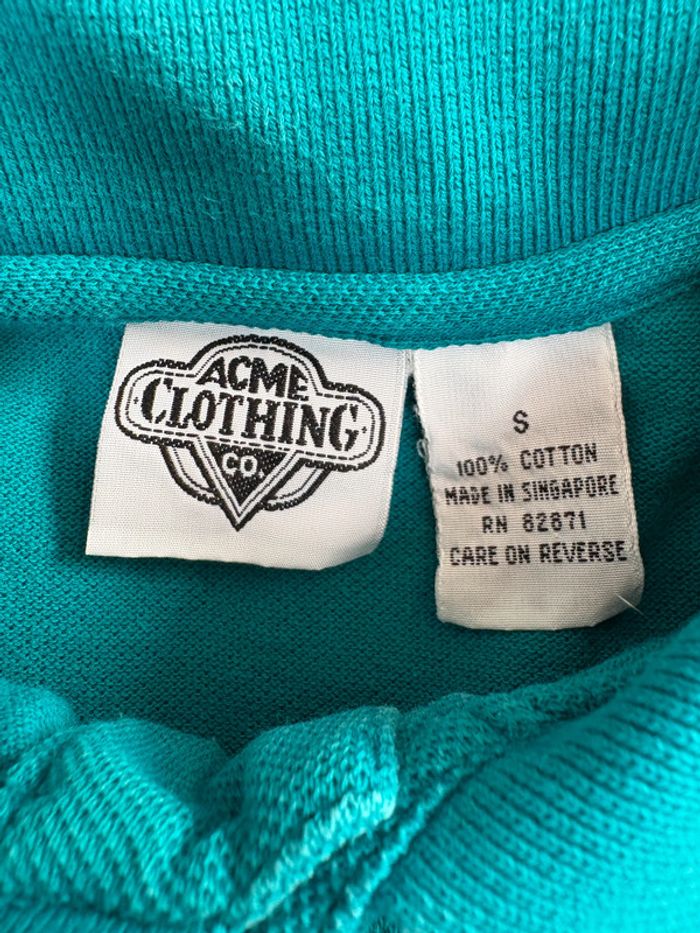 ACME
CLOTHING
CO.
S
100% COTTON
MADE IN SINGAPORE
RN 82871
CARE ON REVERSE